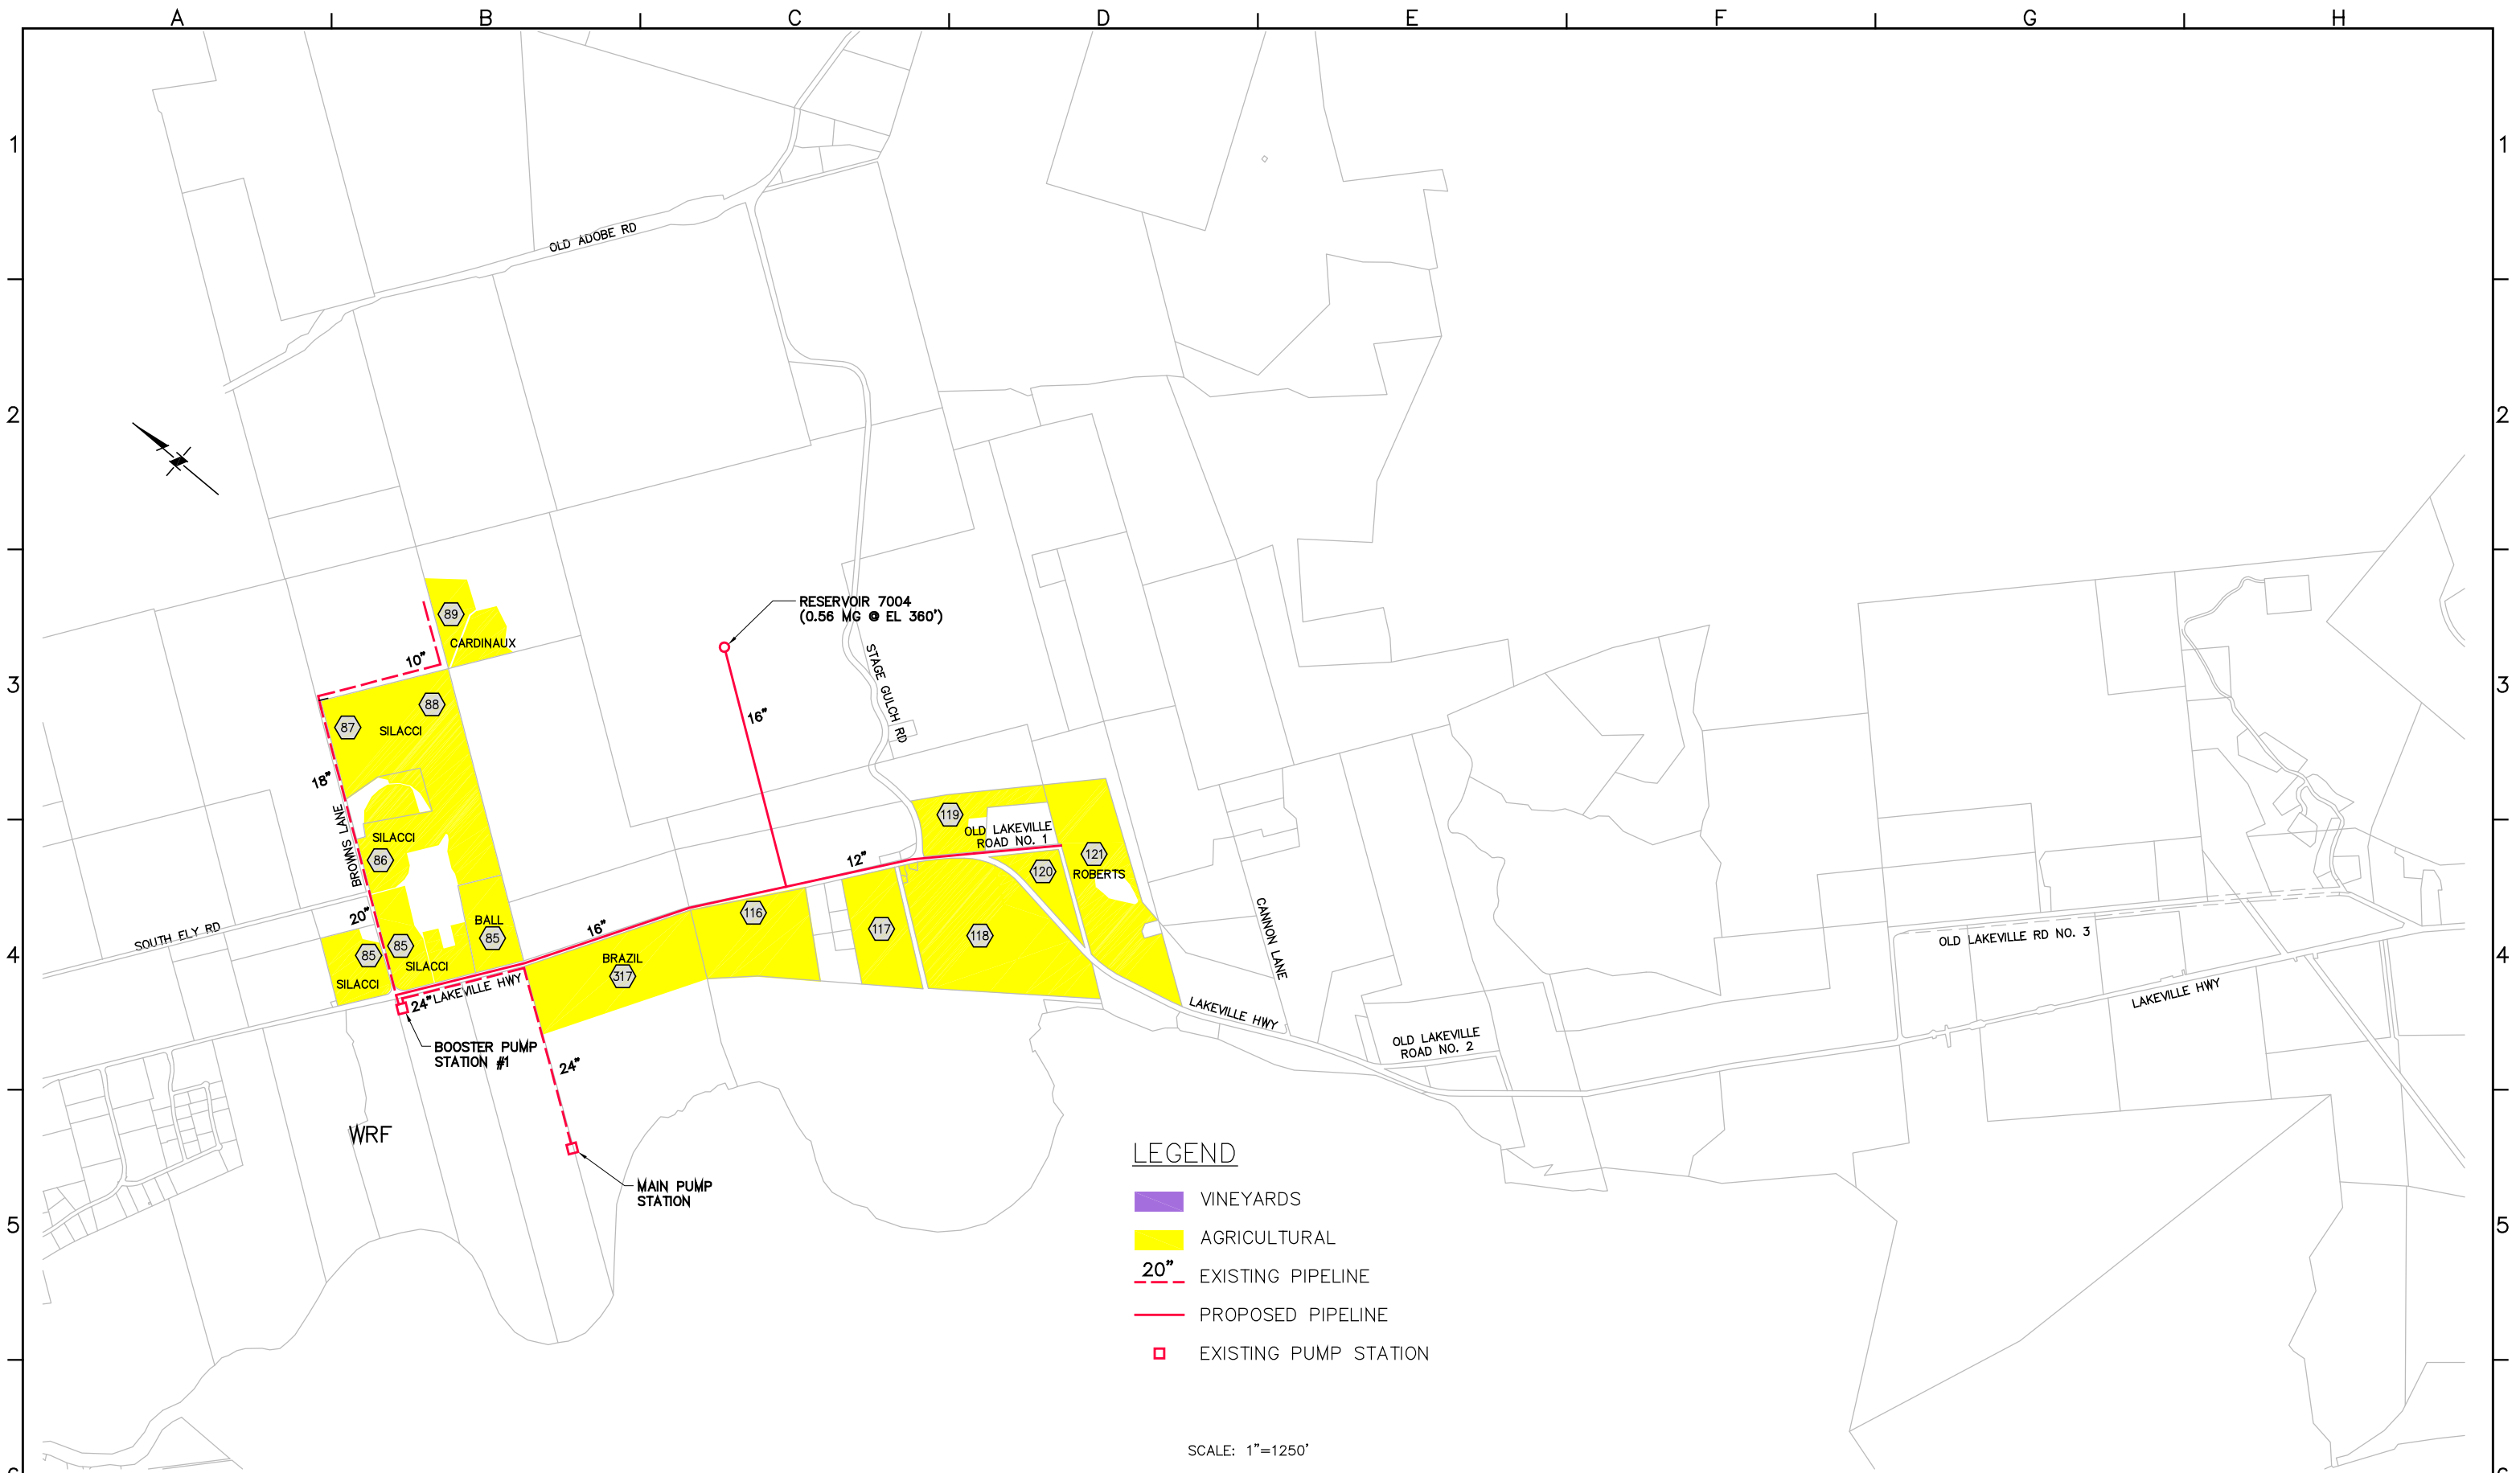 A B C D E F G H
1 1
OLD ADOBE RD
2 2
RESERVOIR 7004
(0.56 MG @ EL 360')
89
CARDINAUX
10"
STAGE GULCH RD
3 3
88
87
SILACCI
16"
18"
BROWNS LANE
119
OLD LAKEVILLE
ROAD NO. 1
SILACCI
86
12"
121
120
ROBERTS
116
20"
BALL
85
16"
117
118
CANNON LANE
SOUTH ELY RD
85
85
SILACCI
SILACCI
BRAZIL
317
4 4
OLD LAKEVILLE RD NO. 3
LAKEVILLE HWY
24"
LAKEVILLE HWY
LAKEVILLE HWY
OLD LAKEVILLE
ROAD NO. 2
BOOSTER PUMP
STATION #1
24"
WRF
MAIN PUMP
STATION
5 5
LEGEND
VINEYARDS
AGRICULTURAL
20"
EXISTING PIPELINE
PROPOSED PIPELINE
EXISTING PUMP STATION
SCALE: 1"=1250'